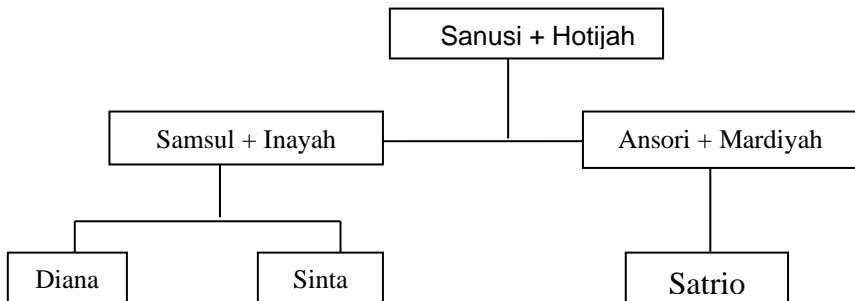 Sanusi + Hotijah
Samsul + Inayah
Ansori + Mardiyah
Diana
Sinta
Satrio